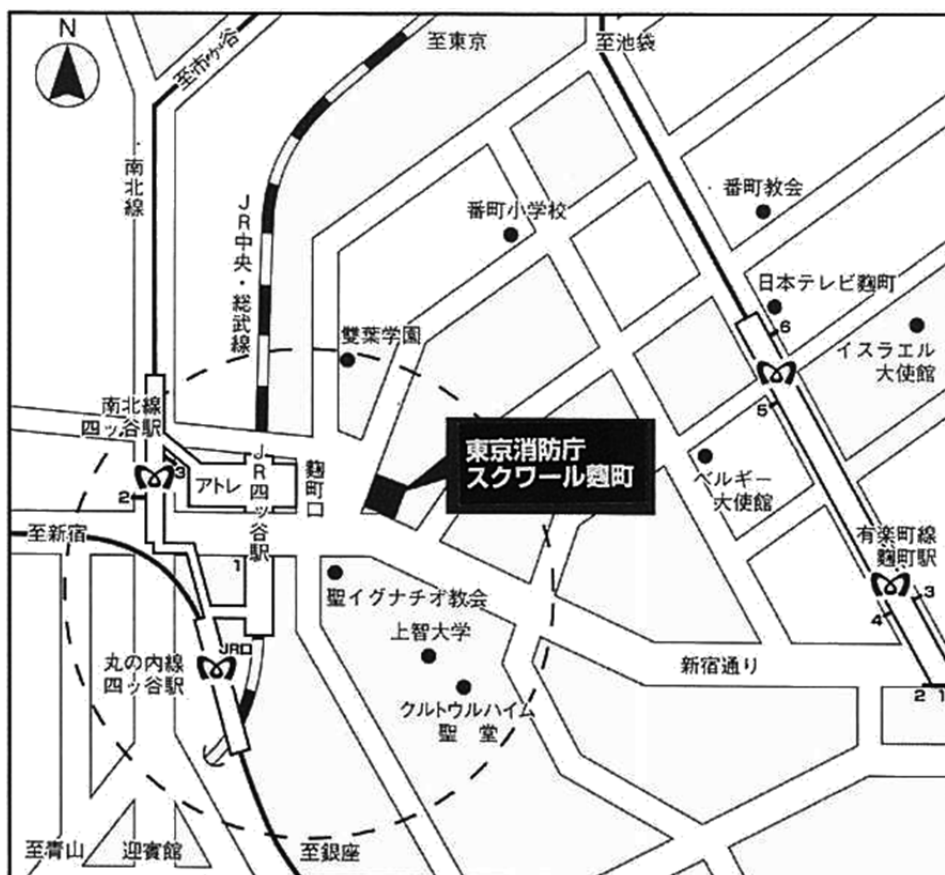 N
至市ヶ谷
至東京
至池袋
南北線
JR中央・総武線
番町小学校
番町教会
日本テレビ麴町
6
イスラエル
大使館
雙葉学園
5
南北線
四ッ谷駅
3
2
アトレ
JR四ッ谷駅
麴町口
東京消防庁
スクワール麴町
ベルギー
大使館
至新宿
1
有楽町線
麴町駅
3
4
聖イグナチオ教会
上智大学
JR口
丸の内線
四ッ谷駅
新宿通り
2
1
クルトゥルハイム
聖堂
至青山
迎賓館
至銀座